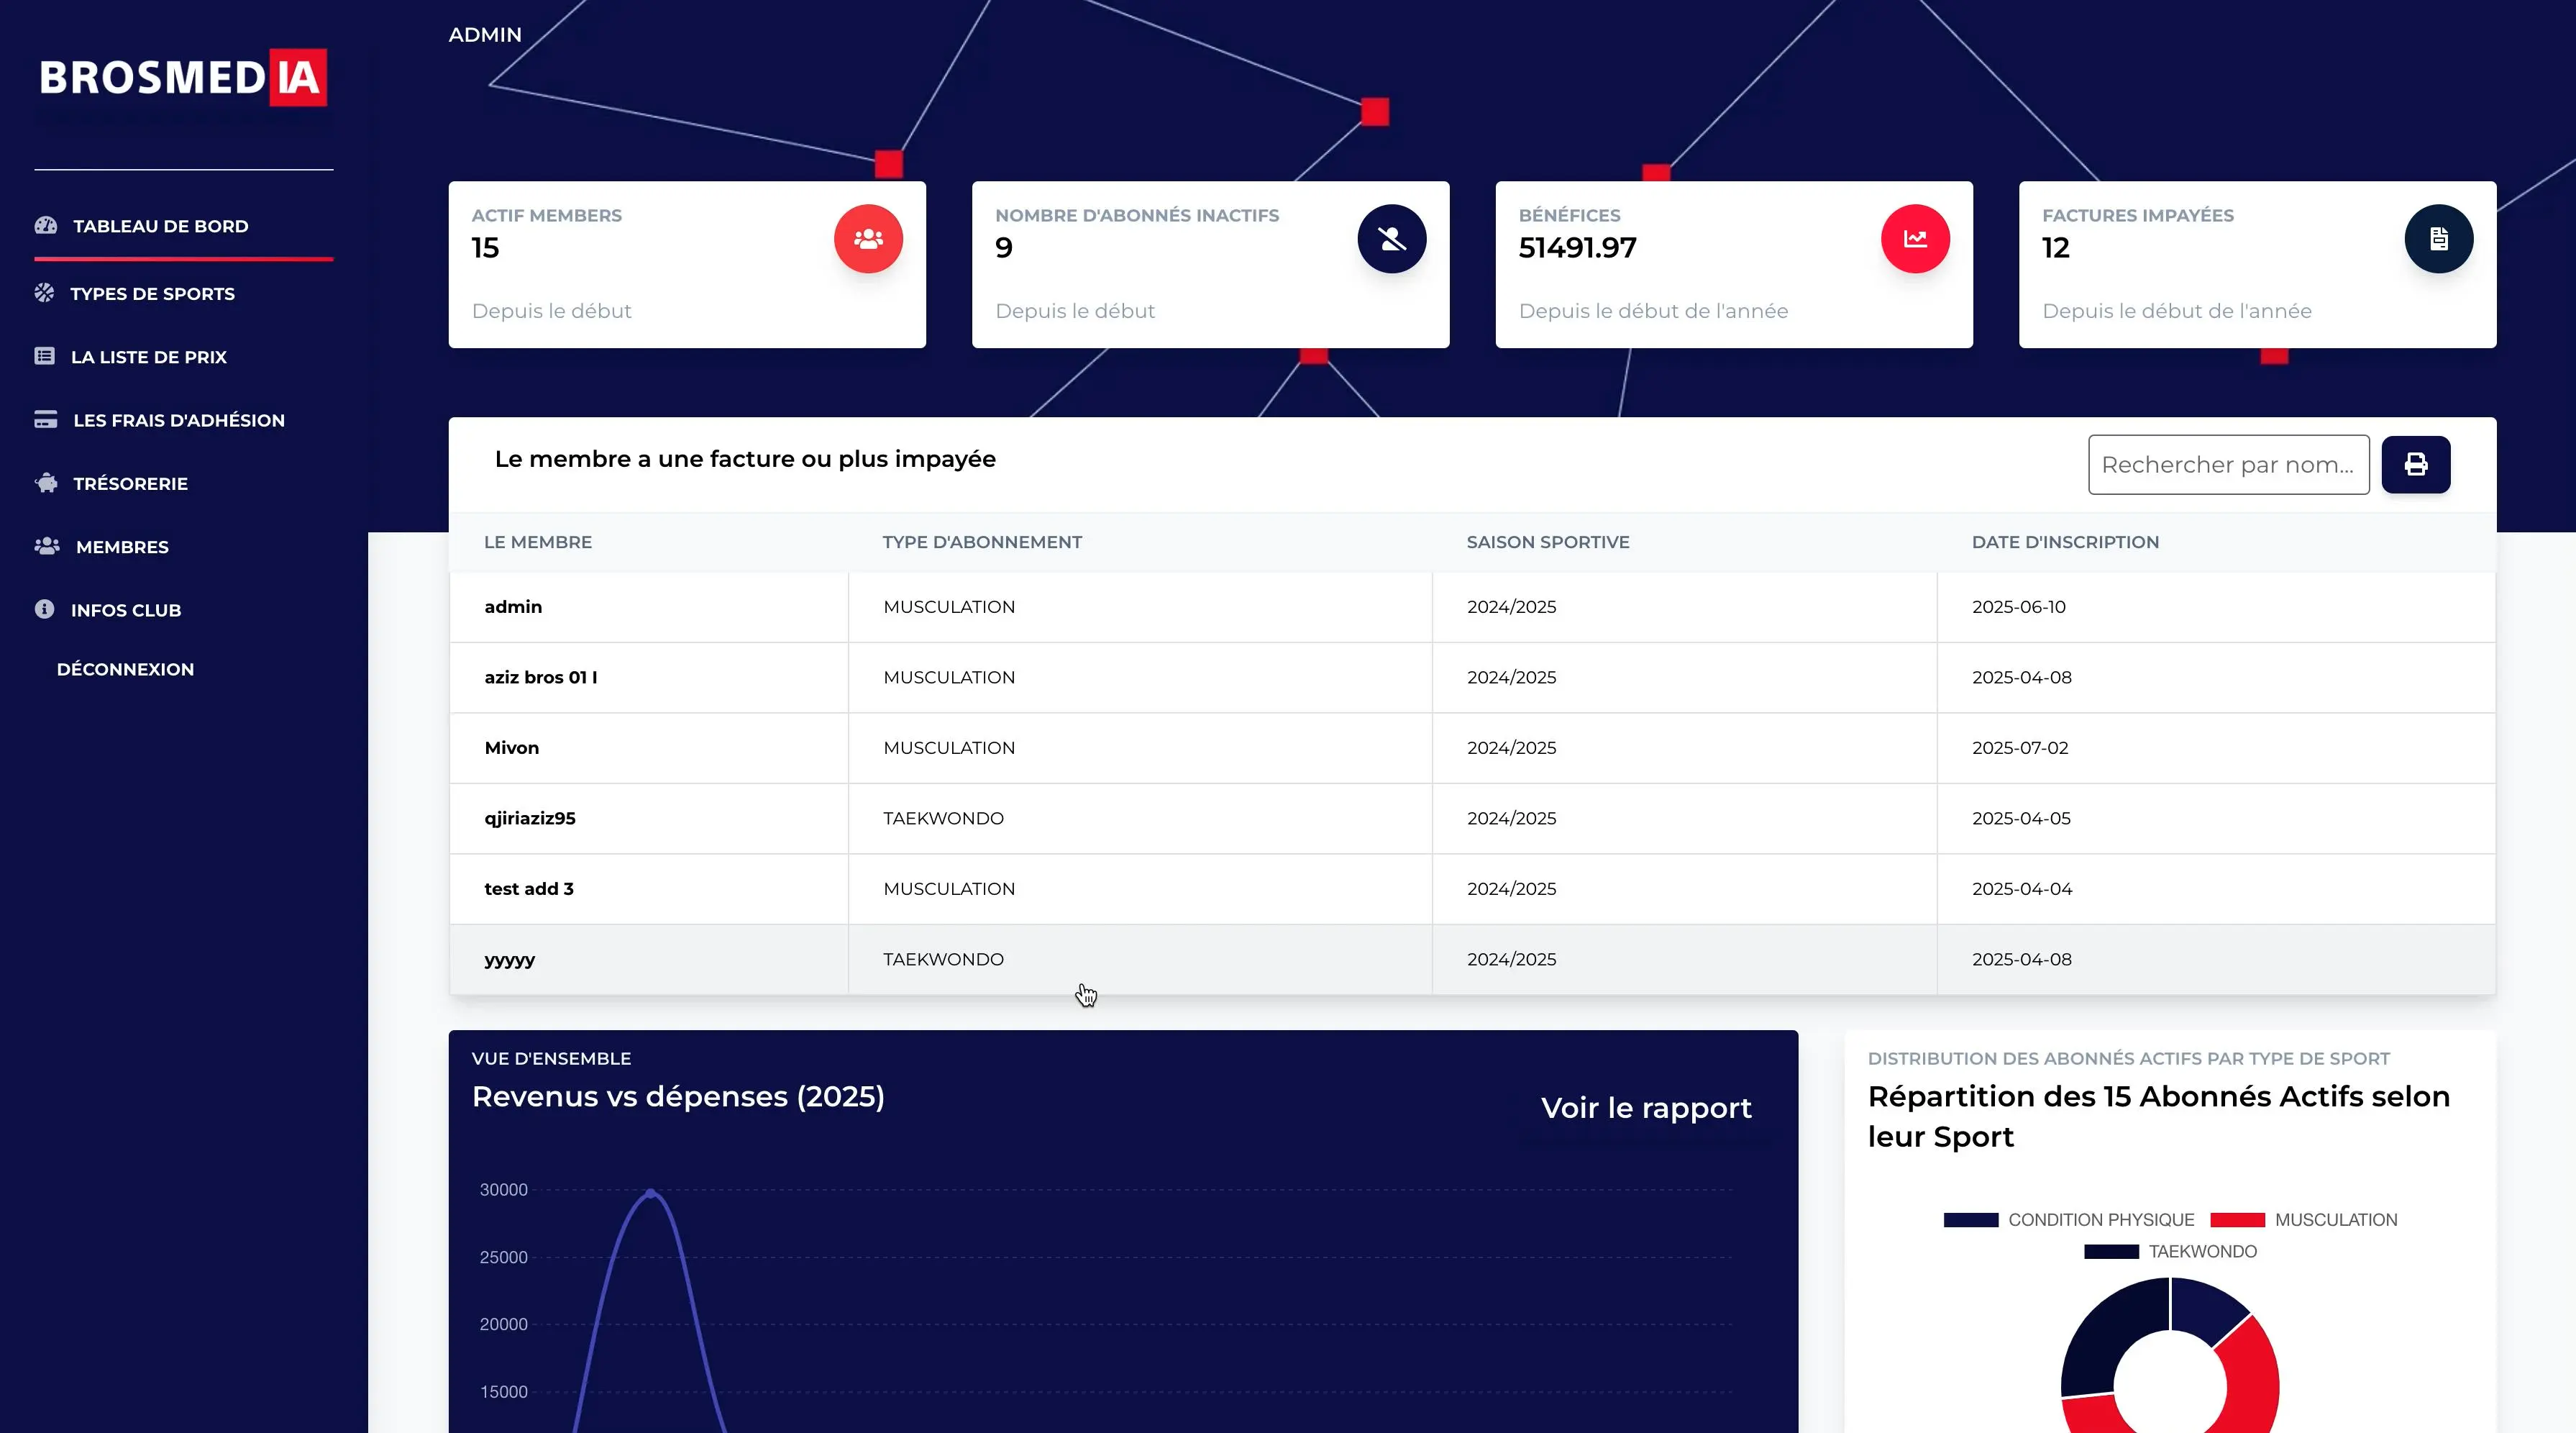 BROSMEDIA
TABLEAU DE BORD
TYPES DE SPORTS
LA LISTE DE PRIX
LES FRAIS D'ADHÉSION
TRÉSORERIE
MEMBRES
INFOS CLUB
DÉCONNEXION
ADMIN
ACTIF MEMBERS
15
Depuis le début
NOMBRE D'ABONNÉS INACTIFS
9
Depuis le début
BÉNÉFICES
51491.97
Depuis le début de l'année
FACTURES IMPAYÉES
12
Depuis le début de l'année
Le membre a une facture ou plus impayée
Rechercher par nom...
LE MEMBRE TYPE D'ABONNEMENT SAISON SPORTIVE DATE D'INSCRIPTION
admin MUSCULATION 2024/2025 2025-06-10
aziz bros 01 I MUSCULATION 2024/2025 2025-04-08
Mivon MUSCULATION 2024/2025 2025-07-02
qjiriaziz95 TAEKWONDO 2024/2025 2025-04-05
test add 3 MUSCULATION 2024/2025 2025-04-04
yyyyy TAEKWONDO 2024/2025 2025-04-08
VUE D'ENSEMBLE
Revenus vs dépenses (2025)
Voir le rapport
30000
25000
20000
15000
DISTRIBUTION DES ABONNÉS ACTIFS PAR TYPE DE SPORT
Répartition des 15 Abonnés Actifs selon
leur Sport
CONDITION PHYSIQUE MUSCULATION
TAEKWONDO